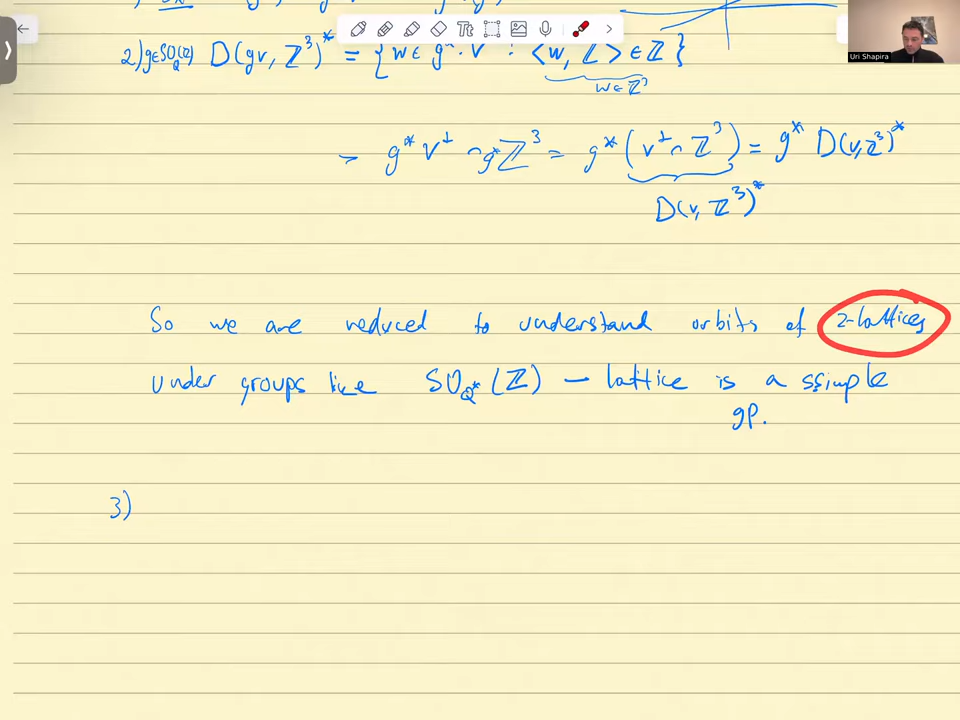 Uri Shapira
2) g∈SO_Q(ℤ) D(gv, ℤ³)* = {w ∈ g*·v^⊥ : <w, ℤ> ∈ ℤ}
w∈ℤ³
= g* v^⊥ ∩ g*ℤ³ = g* (v^⊥ ∩ ℤ³) = g* D(v, ℤ³)*
D(v, ℤ³)*
So we are reduced to understand orbits of 2-lattices
under groups like SO_Q*(ℤ) – lattice is a ssimple
gp.
3)